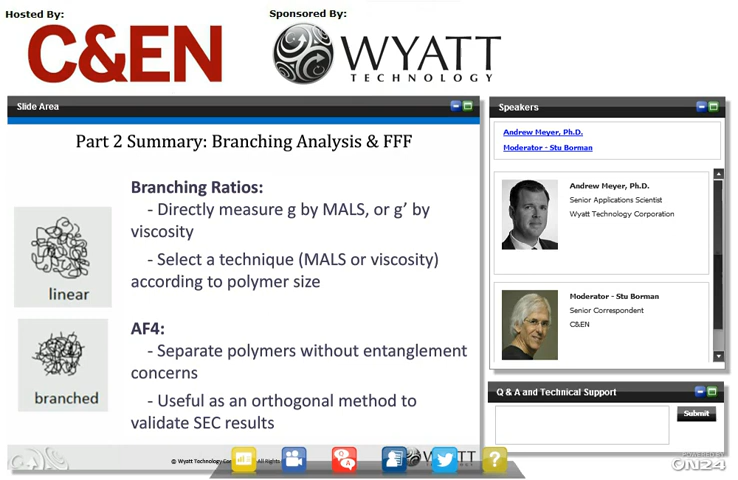 Hosted By:
Sponsored By:
C&EN
WYATT
TECHNOLOGY
Slide Area
Part 2 Summary: Branching Analysis & FFF
Branching Ratios:
- Directly measure g by MALS, or g’ by
viscosity
- Select a technique (MALS or viscosity)
according to polymer size
linear
AF4:
- Separate polymers without entanglement
concerns
- Useful as an orthogonal method to
validate SEC results
branched
© Wyatt Technology
All Rights
WYATT
TECHNOLOGY
Q
A
?
Speakers
Andrew Meyer, Ph.D.
Moderator - Stu Borman
Andrew Meyer, Ph.D.
Senior Applications Scientist
Wyatt Technology Corporation
Moderator - Stu Borman
Senior Correspondent
C&EN
Q & A and Technical Support
Submit
POWERED BY
ON24